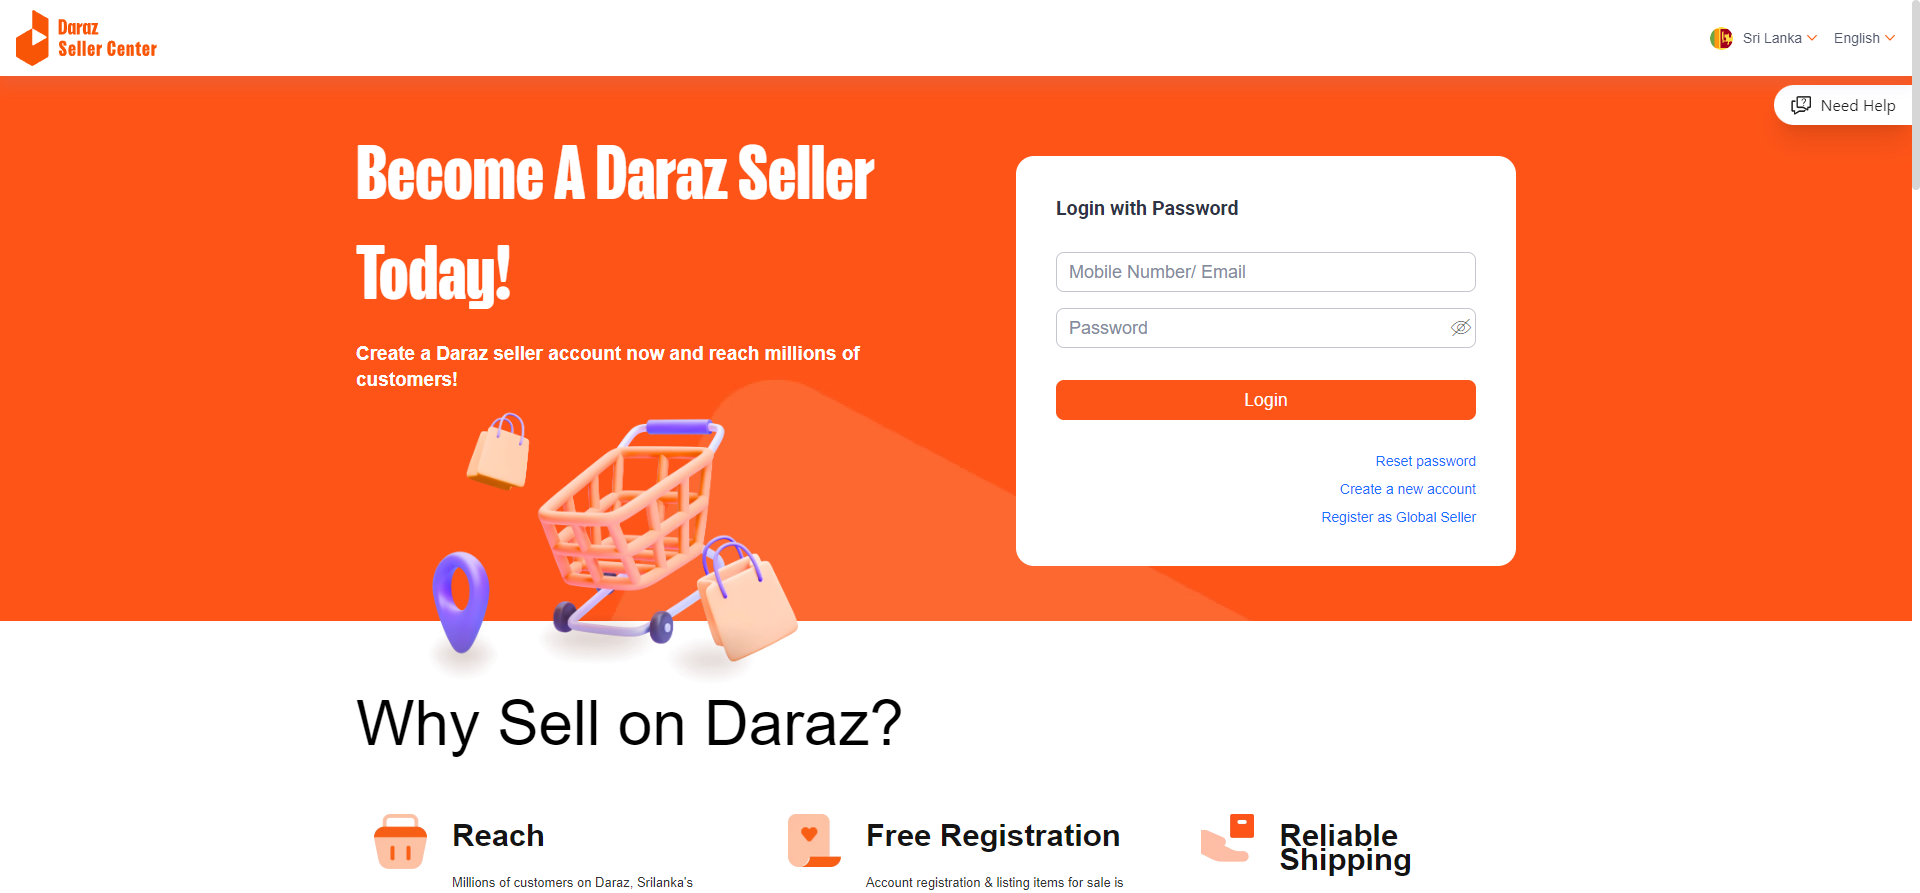 Daraz
Seller Center
Sri Lanka
English
Need Help
Become A Daraz Seller
Today!
Create a Daraz seller account now and reach millions of
customers!
Login with Password
Mobile Number/ Email
Password
Login
Reset password
Create a new account
Register as Global Seller
Why Sell on Daraz?
Reach
Millions of customers on Daraz, Srilanka's
Free Registration
Account registration & listing items for sale is
Reliable
Shipping